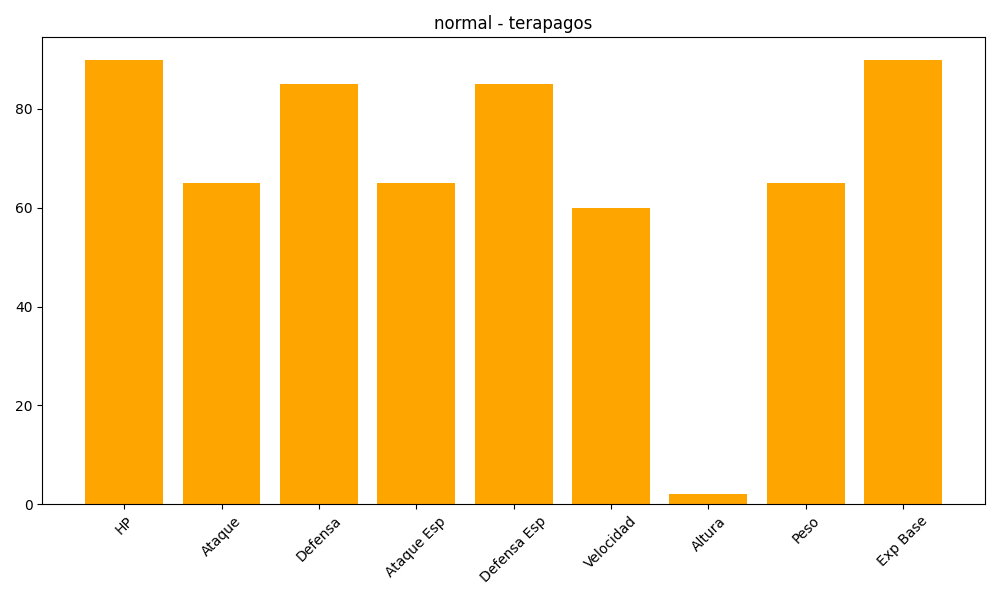 normal - terapagos
80
60
40
20
0
HP
Ataque
Defensa
Ataque Esp
Defensa Esp
Velocidad
Altura
Peso
Exp Base